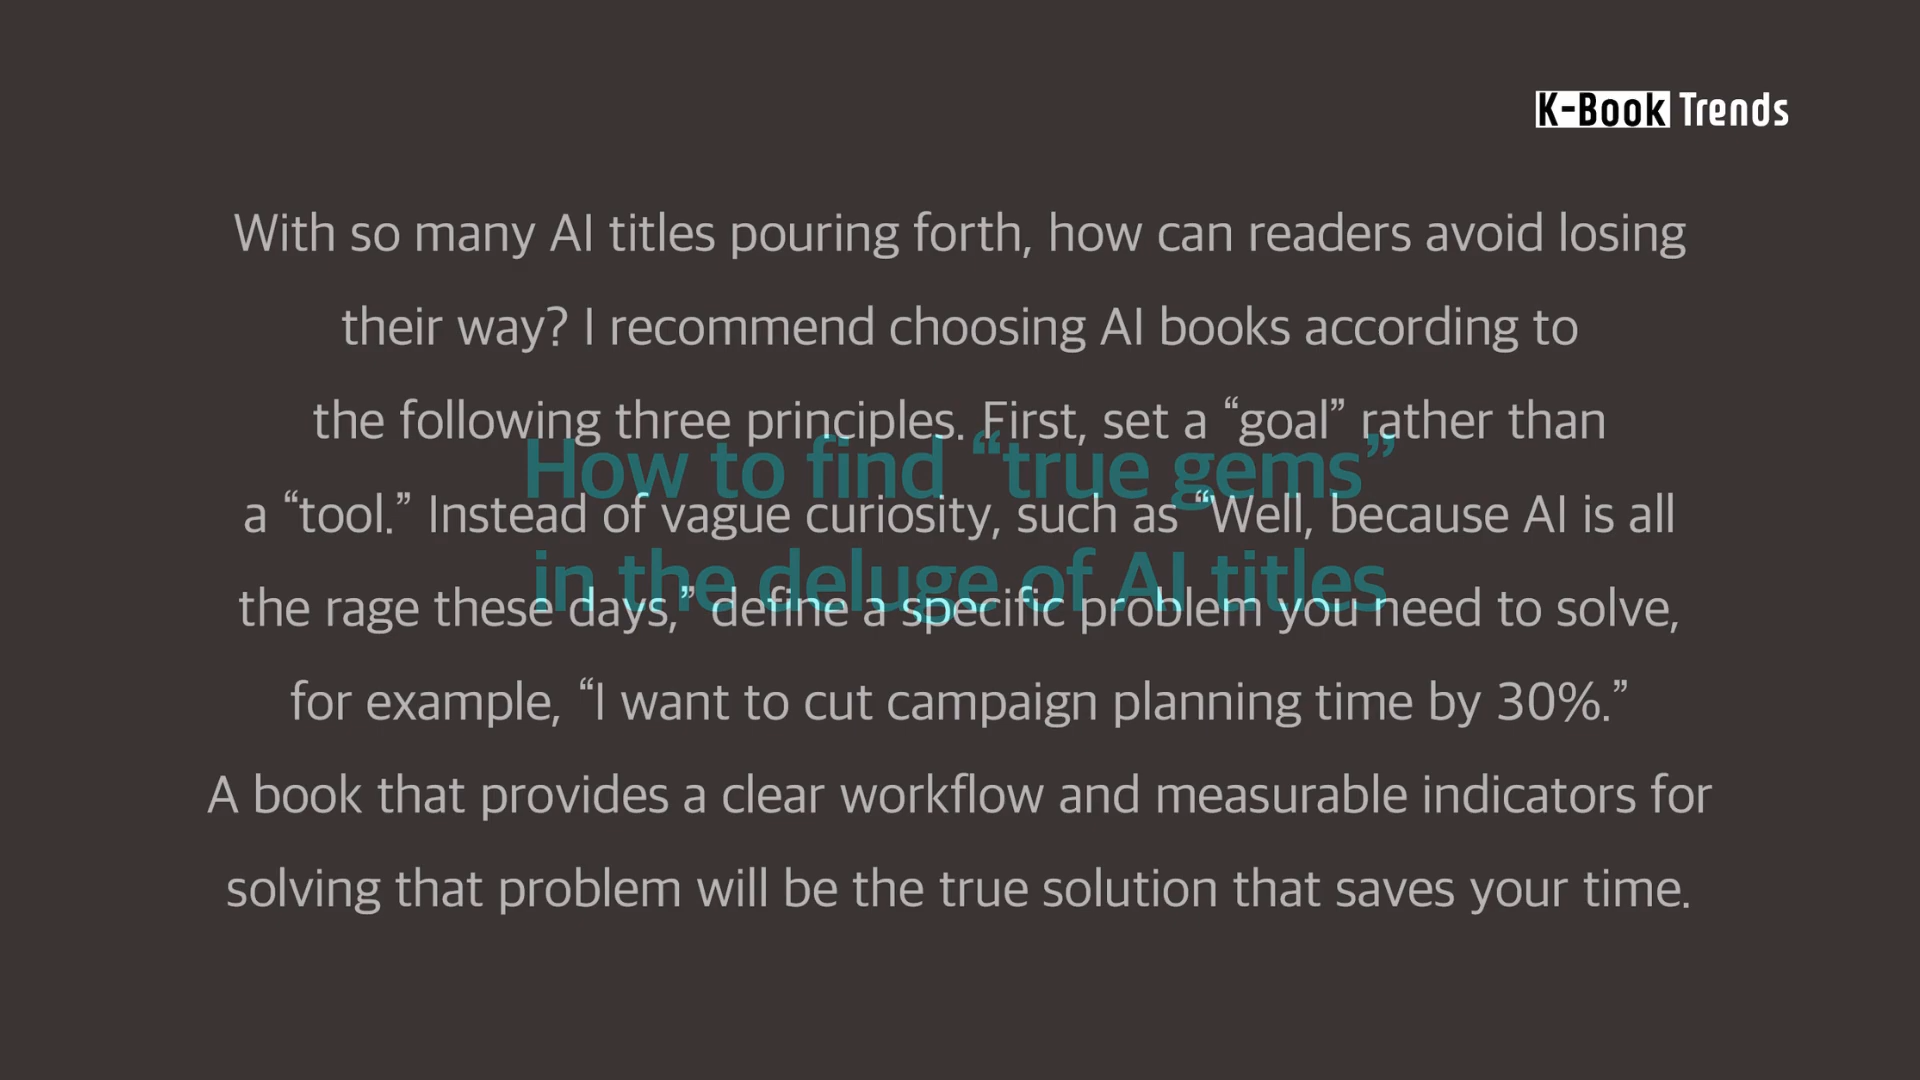 K-Book Trends
With so many AI titles pouring forth, how can readers avoid losing
their way? I recommend choosing AI books according to
the following three principles. First, set a “goal” rather than
a “tool.” Instead of vague curiosity, such as “Well, because AI is all
the rage these days,” define a specific problem you need to solve,
for example, “I want to cut campaign planning time by 30%.”
A book that provides a clear workflow and measurable indicators for
solving that problem will be the true solution that saves your time.
How to find “true gems”
in the deluge of AI titles